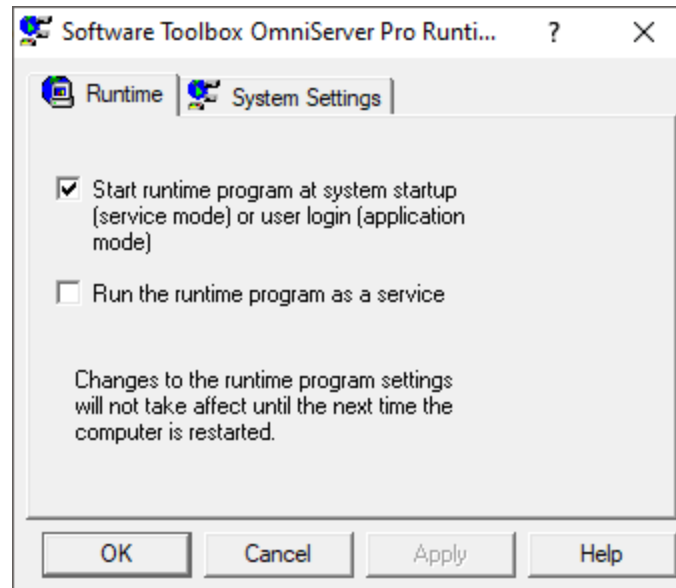 Software Toolbox OmniServer Pro Runti... ?
Runtime System Settings
Start runtime program at system startup
(service mode) or user login (application
mode)
Run the runtime program as a service
Changes to the runtime program settings
will not take affect until the next time the
computer is restarted.
OK Cancel Apply Help